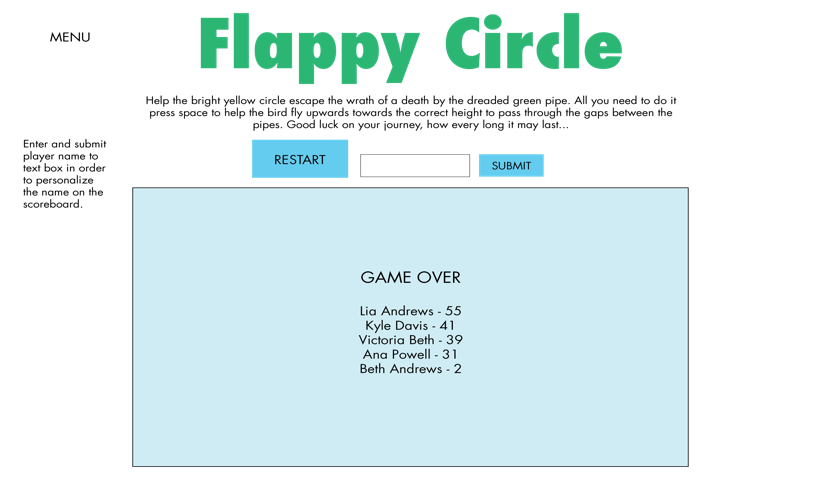 MENU
Flappy Circle
Help the bright yellow circle escape the wrath of a death by the dreaded green pipe. All you need to do it
press space to help the bird fly upwards towards the correct height to pass through the gaps between the
pipes. Good luck on your journey, how every long it may last...
Enter and submit
player name to
text box in order
to personalize
the name on the
scoreboard.
RESTART
SUBMIT
GAME OVER
Lia Andrews - 55
Kyle Davis - 41
Victoria Beth - 39
Ana Powell - 31
Beth Andrews - 2